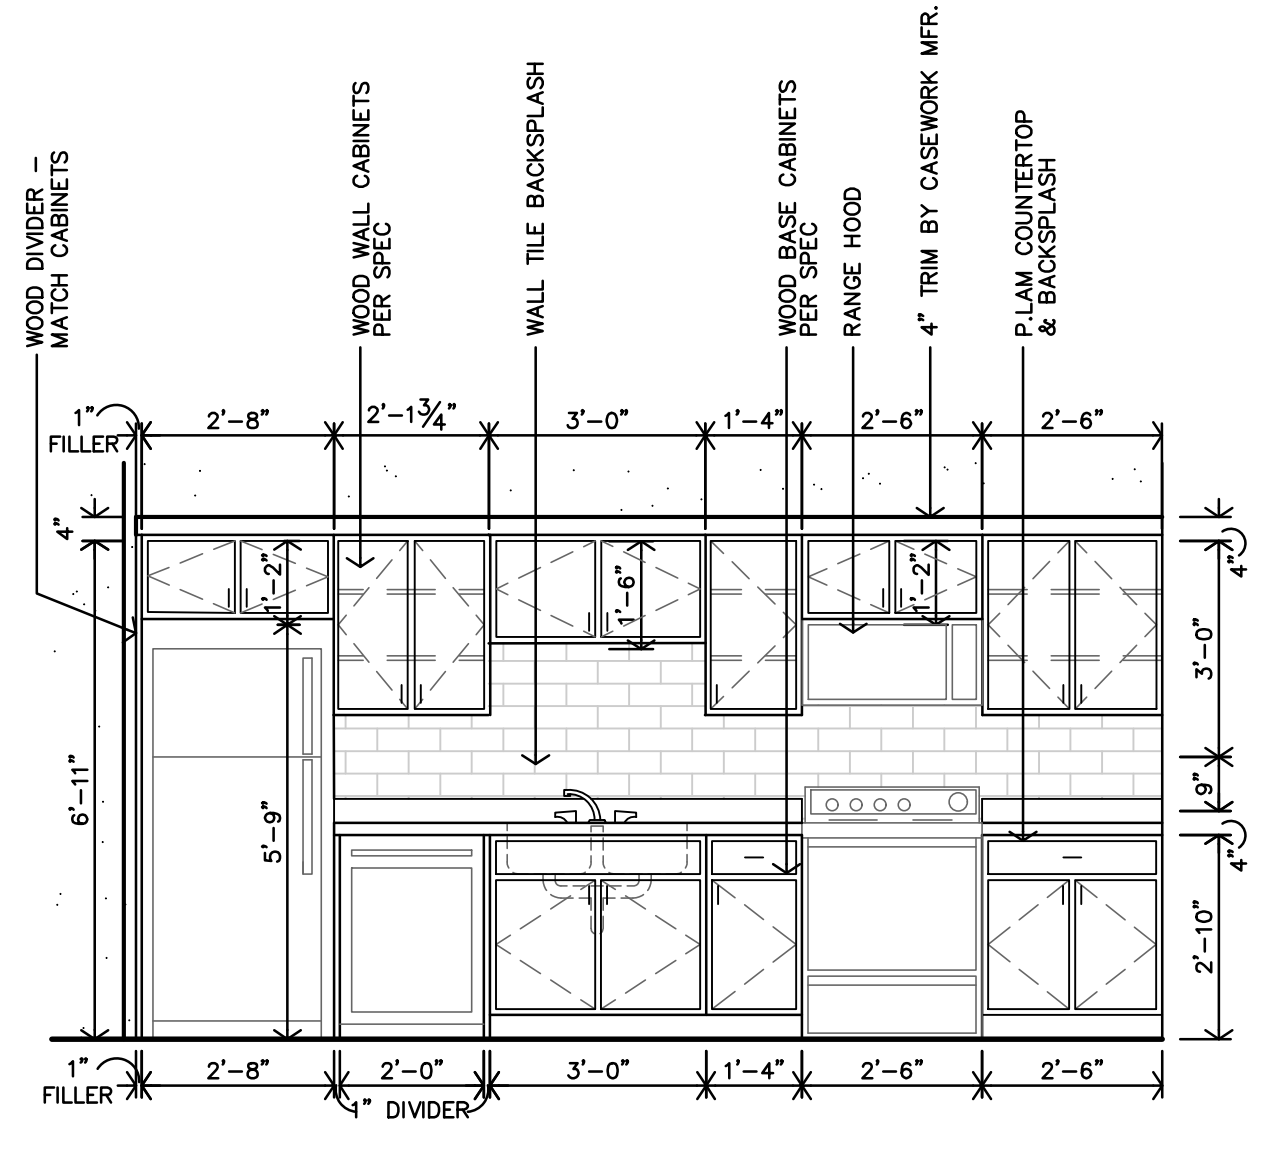 WOOD DIVIDER –
MATCH CABINETS
WOOD WALL CABINETS
PER SPEC
WALL TILE BACKSPLASH
WOOD BASE CABINETS
PER SPEC
RANGE HOOD
4" TRIM BY CASEWORK MFR.
P.LAM COUNTERTOP
& BACKSPLASH
1"
FILLER
2'-8"
2'-1 3/4"
3'-0"
1'-4"
2'-6"
2'-6"
4"
4"
1'-2"
1'-6"
1'-2"
3'-0"
6'-11"
5'-9"
9"
4"
2'-10"
1"
FILLER
2'-8"
2'-0"
3'-0"
1'-4"
2'-6"
2'-6"
1" DIVIDER